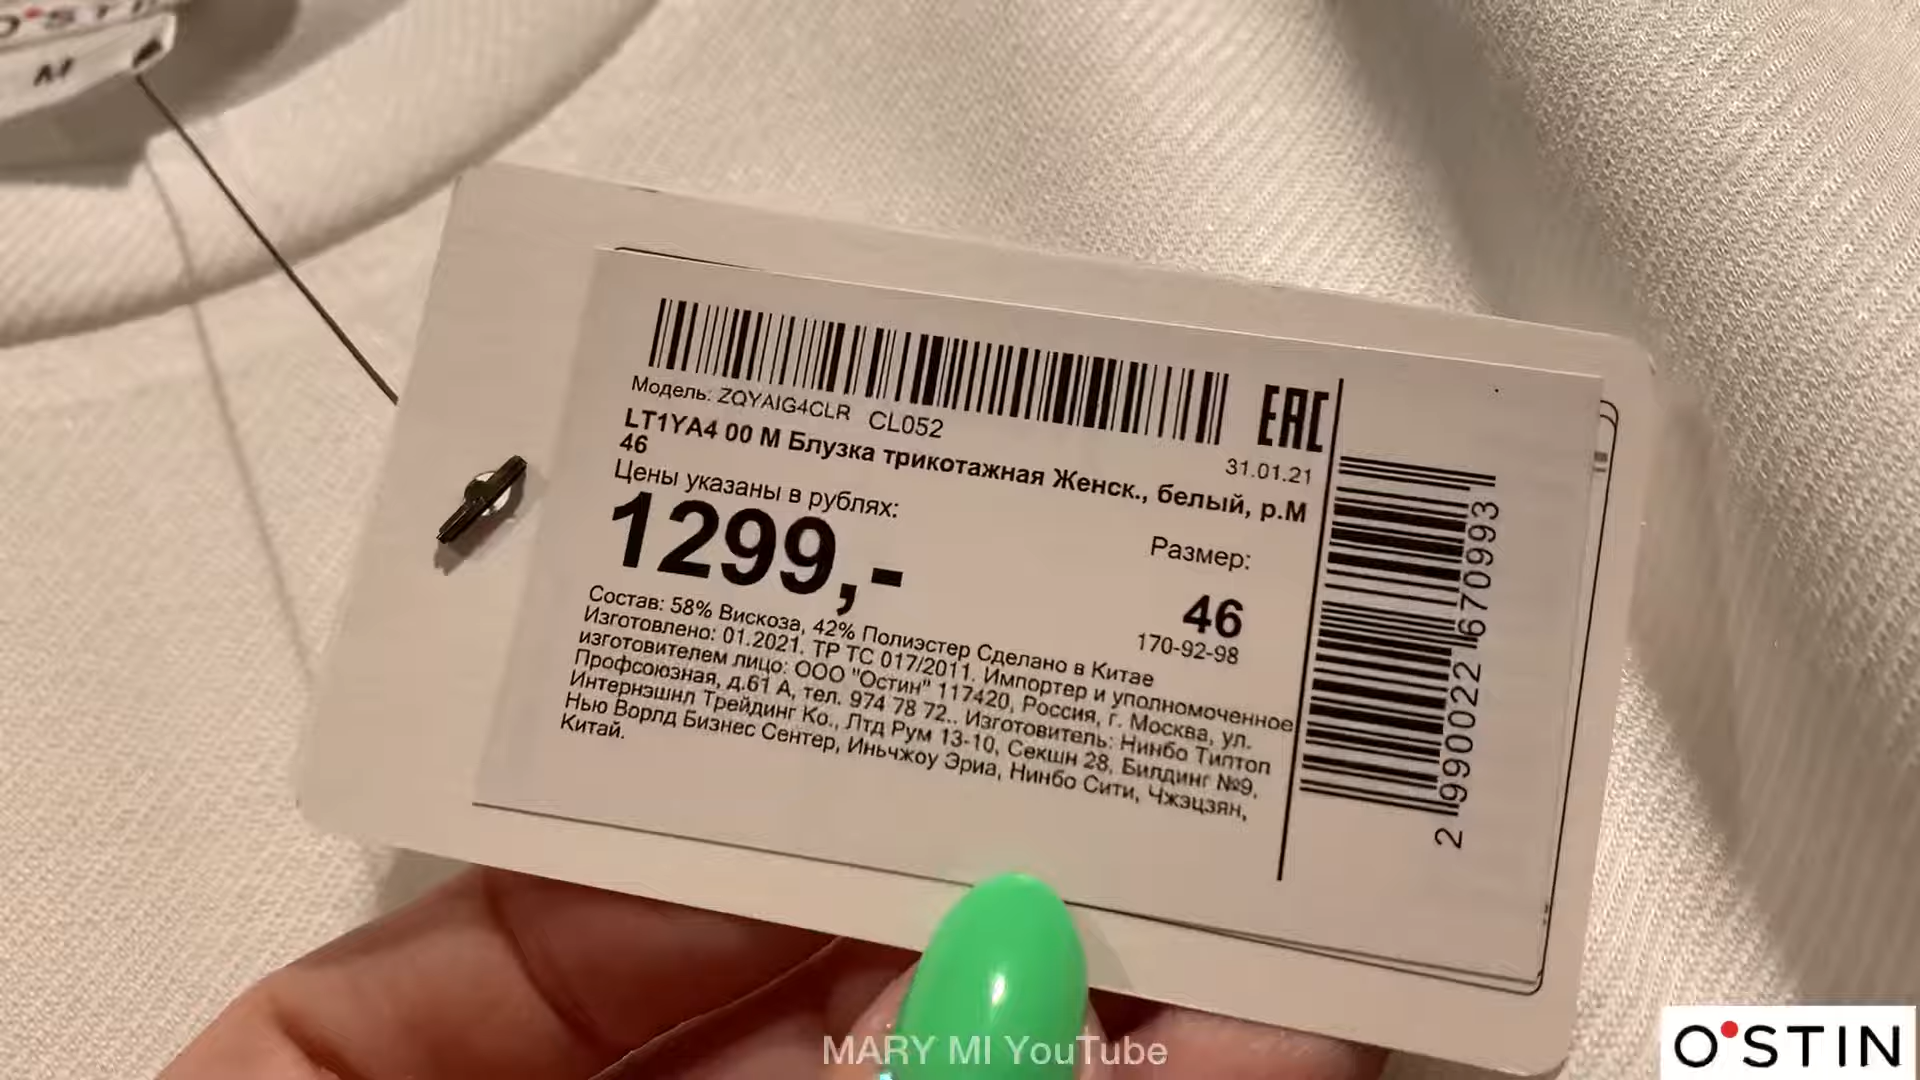 O'STIN
M
Модель: ZQYAIG4CLR CL052
EAC
31.01.21
LT1YA4 00 M Блузка трикотажная Женск., белый, р.M
46
Цены указаны в рублях:
1299,-
Размер:
46
170-92-98
Состав: 58% Вискоза, 42% Полиэстер Сделано в Китае
Изготовлено: 01.2021. ТР ТС 017/2011. Импортер и уполномоченное
изготовителем лицо: ООО "Остин" 117420, Россия, г. Москва, ул.
Профсоюзная, д.61 А, тел. 974 78 72.. Изготовитель: Нинбо Типтоп
Интернэшнл Трейдинг Ко., Лтд Рум 13-10, Секшн 28, Билдинг №9,
Нью Ворлд Бизнес Сентер, Иньчжоу Эриа, Нинбо Сити, Чжэцзян,
Китай.
2 990022 670993
MARY MI YouTube
O'STIN